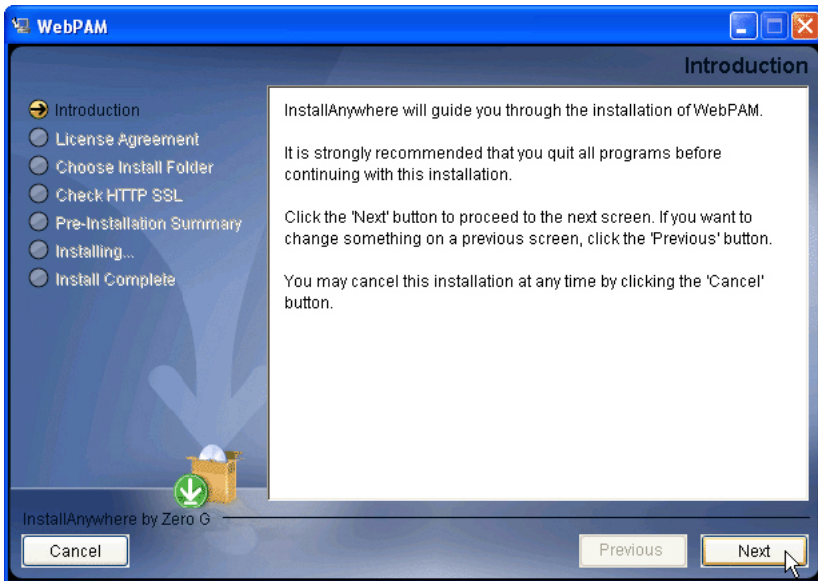 WebPAM
Introduction
Introduction
License Agreement
Choose Install Folder
Check HTTP SSL
Pre-Installation Summary
Installing...
Install Complete
InstallAnywhere will guide you through the installation of WebPAM.
It is strongly recommended that you quit all programs before
continuing with this installation.
Click the 'Next' button to proceed to the next screen. If you want to
change something on a previous screen, click the 'Previous' button.
You may cancel this installation at any time by clicking the 'Cancel'
button.
InstallAnywhere by Zero G
Cancel
Previous
Next